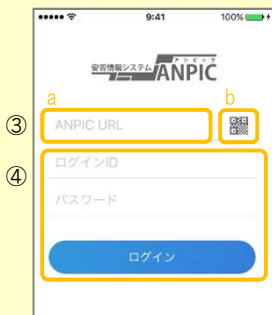 ●●●●● 9:41 100%
アンピック
安否情報システム ANPIC
a b
③ ANPIC URL
④ ログインID
パスワード
ログイン